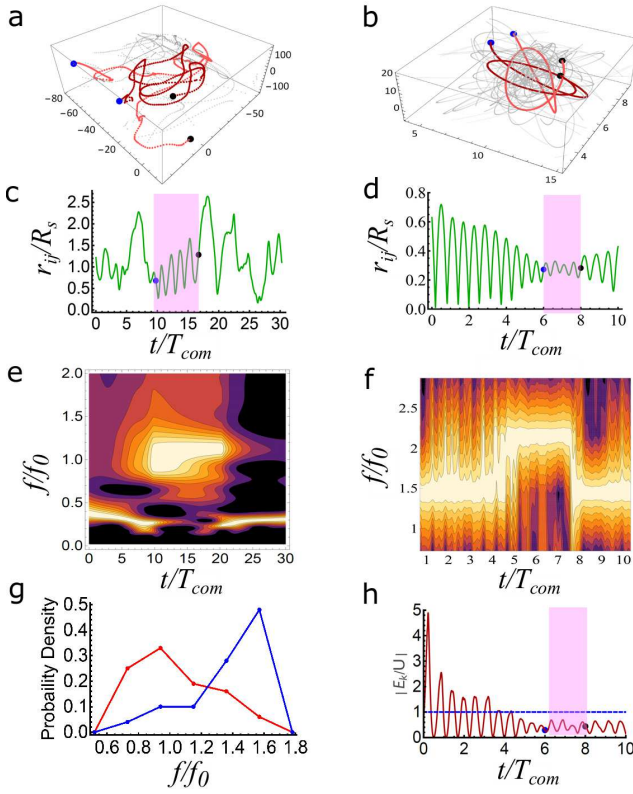 a
b
100
0
−100
−80
−60
−40
−20
0
0
−50
20
10
0
5
10
15
4
6
8
c
d
r_ij/R_s
2.5
2.0
1.5
1.0
0.5
0.0
0 5 10 15 20 25 30
t/T_com
r_ij/R_s
0.8
0.6
0.4
0.2
0.0
0 2 4 6 8 10
t/T_com
e
f
f/f_0
2.0
1.5
1.0
0.5
0.0
0 5 10 15 20 25 30
t/T_com
f/f_0
2.5
2
1.5
1
1 2 3 4 5 6 7 8 9 10
t/T_com
g
h
Probaility Density
0.5
0.4
0.3
0.2
0.1
0
0.6 0.8 1.0 1.2 1.4 1.6 1.8
f/f_0
|E_k/U|
5
4
3
2
1
0
0 2 4 6 8 10
t/T_com